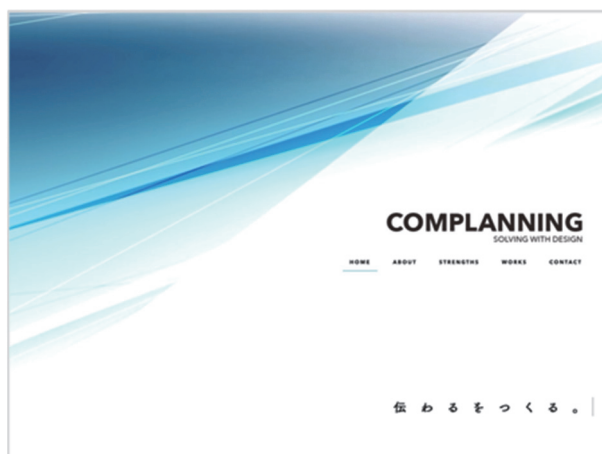 COMPLANNING
SOLVING WITH DESIGN
HOME ABOUT STRENGTHS WORKS CONTACT
伝わるをつくる。